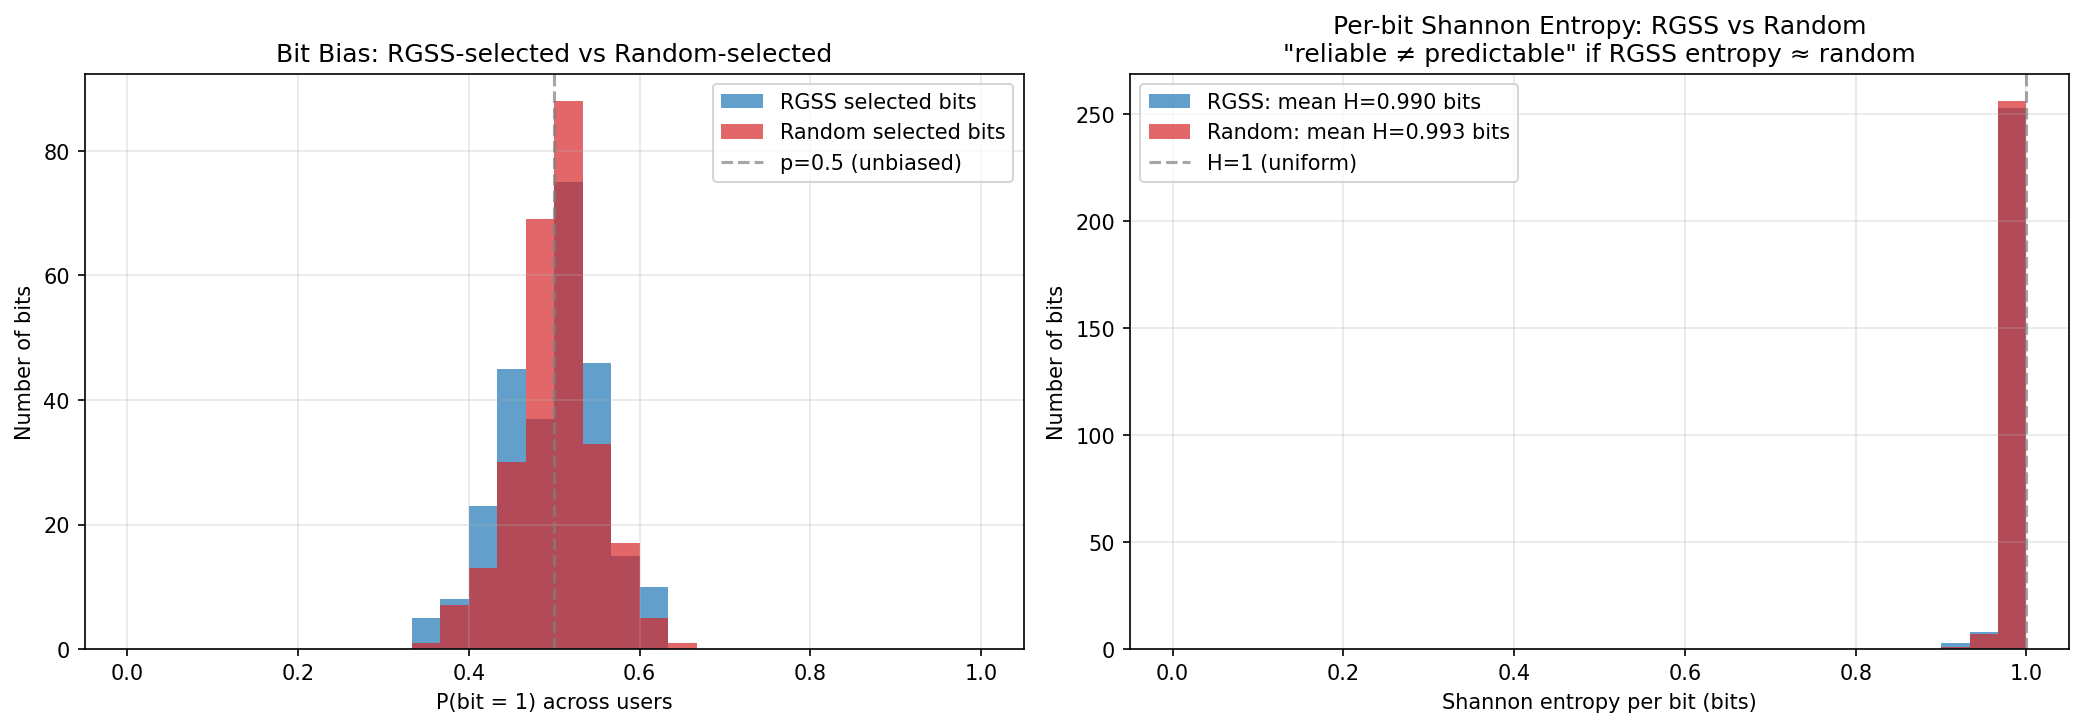 Bit Bias: RGSS-selected vs Random-selected
RGSS selected bits
Random selected bits
p=0.5 (unbiased)
Number of bits
80
60
40
20
0
0.0
0.2
0.4
0.6
0.8
1.0
P(bit = 1) across users
Per-bit Shannon Entropy: RGSS vs Random
"reliable ≠ predictable" if RGSS entropy ≈ random
RGSS: mean H=0.990 bits
Random: mean H=0.993 bits
H=1 (uniform)
Number of bits
250
200
150
100
50
0
0.0
0.2
0.4
0.6
0.8
1.0
Shannon entropy per bit (bits)